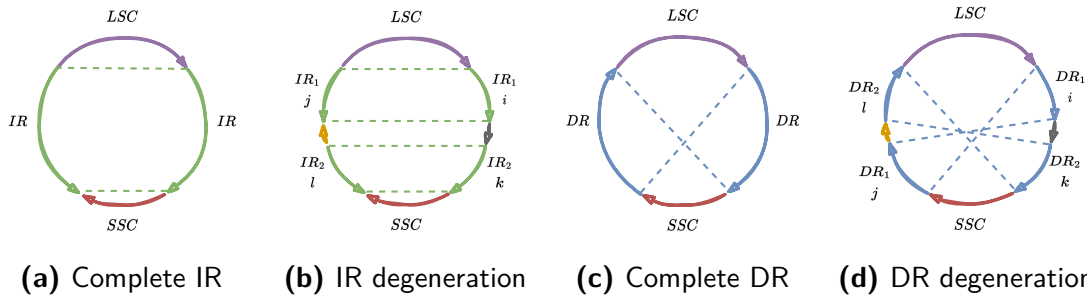 LSC
IR
IR
SSC
(a) Complete IR
LSC
IR₁
j
IR₁
i
IR₂
l
IR₂
k
SSC
(b) IR degeneration
LSC
DR
DR
SSC
(c) Complete DR
LSC
DR₂
l
DR₁
i
DR₁
j
DR₂
k
SSC
(d) DR degeneration